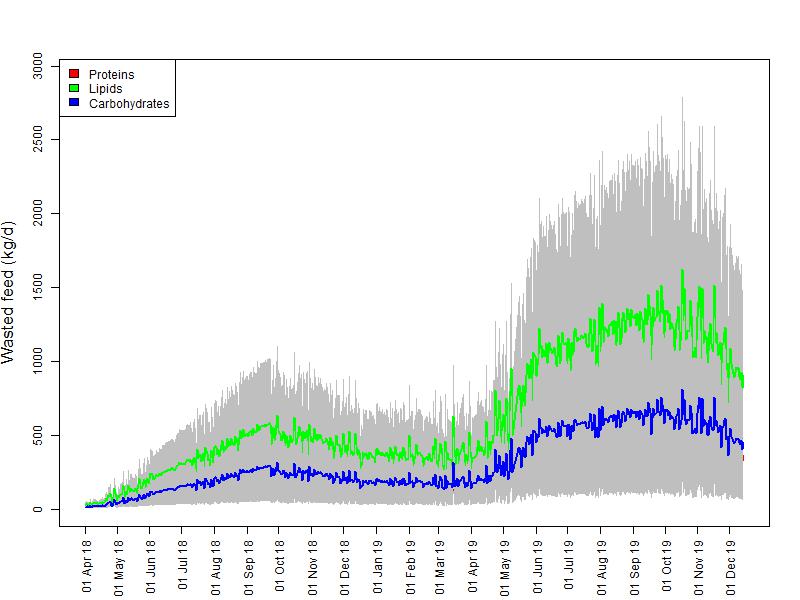 3000
2500
2000
1500
1000
500
0
Wasted feed (kg/d)
Proteins
Lipids
Carbohydrates
01 Apr 18
01 May 18
01 Jun 18
01 Jul 18
01 Aug 18
01 Sep 18
01 Oct 18
01 Nov 18
01 Dec 18
01 Jan 19
01 Feb 19
01 Mar 19
01 Apr 19
01 May 19
01 Jun 19
01 Jul 19
01 Aug 19
01 Sep 19
01 Oct 19
01 Nov 19
01 Dec 19